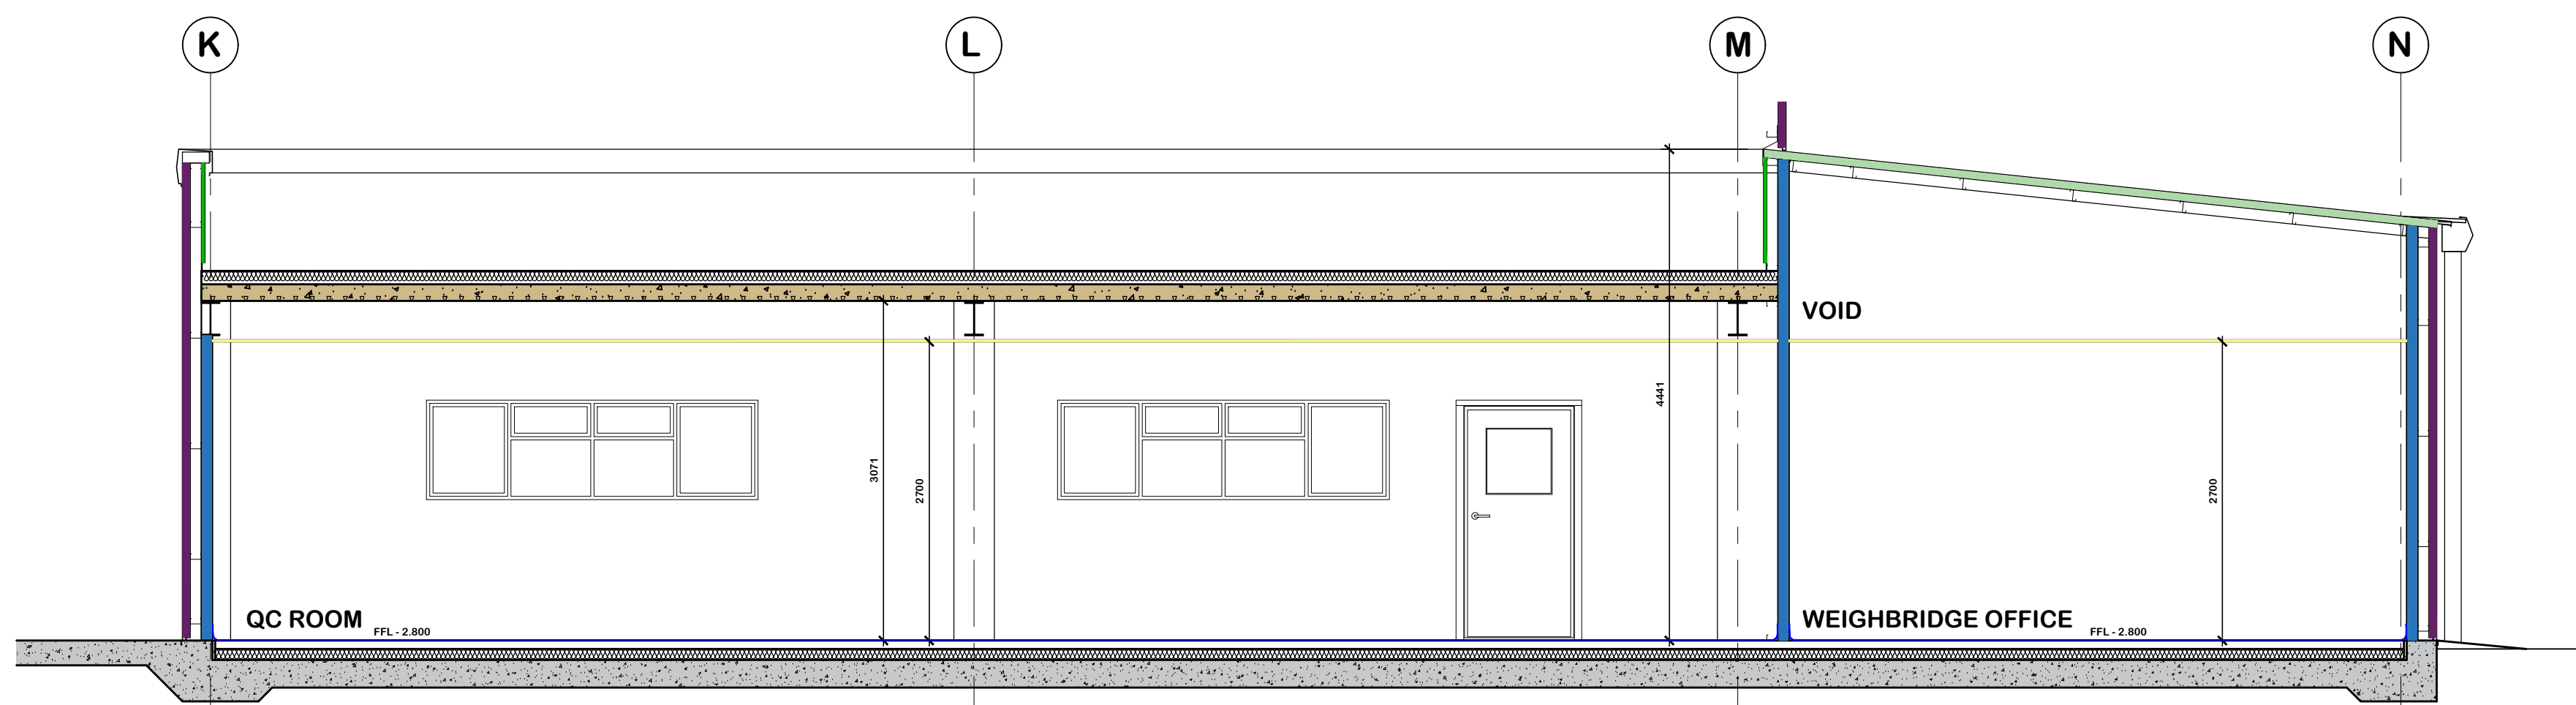 K
L
M
N
VOID
4441
3071
2700
2700
QC ROOM
FFL - 2.800
WEIGHBRIDGE OFFICE
FFL - 2.800